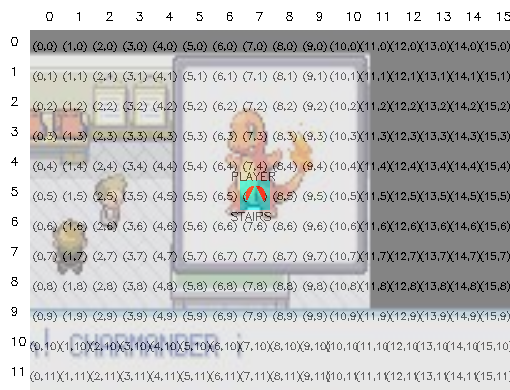 0 1 2 3 4 5 6 7 8 9 10 11 12 13 14 15
0 (0,0) (1,0) (2,0) (3,0) (4,0) (5,0) (6,0) (7,0) (8,0) (9,0) (10,0) (11,0) (12,0) (13,0) (14,0) (15,0)
1 (0,1) (1,1) (2,1) (3,1) (4,1) (5,1) (6,1) (7,1) (8,1) (9,1) (10,1) (11,1) (12,1) (13,1) (14,1) (15,1)
2 (0,2) (1,2) (2,2) (3,2) (4,2) (5,2) (6,2) (7,2) (8,2) (9,2) (10,2) (11,2) (12,2) (13,2) (14,2) (15,2)
3 (0,3) (1,3) (2,3) (3,3) (4,3) (5,3) (6,3) (7,3) (8,3) (9,3) (10,3) (11,3) (12,3) (13,3) (14,3) (15,3)
4 (0,4) (1,4) (2,4) (3,4) (4,4) (5,4) (6,4) (7,4) (8,4) (9,4) (10,4) (11,4) (12,4) (13,4) (14,4) (15,4)
PLAYER
5 (0,5) (1,5) (2,5) (3,5) (4,5) (5,5) (6,5) (8,5) (9,5) (10,5) (11,5) (12,5) (13,5) (14,5) (15,5)
STAIRS
6 (0,6) (1,6) (2,6) (3,6) (4,6) (5,6) (6,6) (7,6) (8,6) (9,6) (10,6) (11,6) (12,6) (13,6) (14,6) (15,6)
7 (0,7) (1,7) (2,7) (3,7) (4,7) (5,7) (6,7) (7,7) (8,7) (9,7) (10,7) (11,7) (12,7) (13,7) (14,7) (15,7)
8 (0,8) (1,8) (2,8) (3,8) (4,8) (5,8) (6,8) (7,8) (8,8) (9,8) (10,8) (11,8) (12,8) (13,8) (14,8) (15,8)
9 (0,9) (1,9) (2,9) (3,9) (4,9) (5,9) (6,9) (7,9) (8,9) (9,9) (10,9) (11,9) (12,9) (13,9) (14,9) (15,9)
10 (0,10) (1,10) (2,10) (3,10) (4,10) (5,10) (6,10) (7,10) (8,10) (9,10) (10,10) (11,10) (12,10) (13,10) (14,10) (15,10)
! CHARMANDER !
11 (0,11) (1,11) (2,11) (3,11) (4,11) (5,11) (6,11) (7,11) (8,11) (9,11) (10,11) (11,11) (12,11) (13,11) (14,11) (15,11)